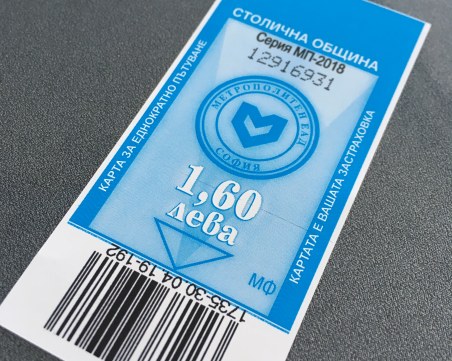 СТОЛИЧНА ОБЩИНА
Серия МП-2018
12916931
КАРТА ЗА ЕДНОКРАТНО ПЪТУВАНЕ
МЕТРОПОЛИТЕН ЕАД
СОФИЯ
1,60
лева
КАРТАТА Е ВАШАТА ЗАСТРАХОВКА
МФ
1735-30.04.19-192